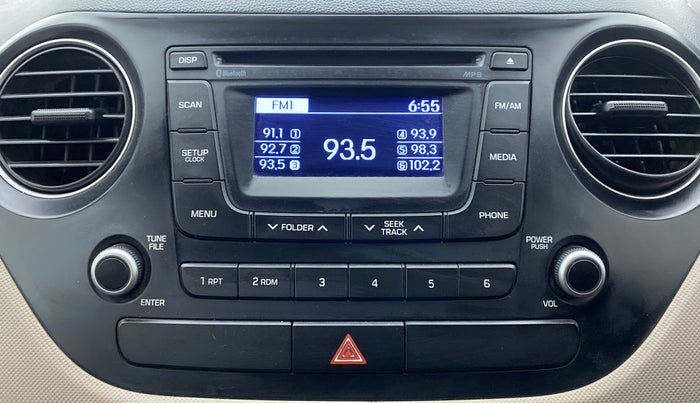 DISP
Bluetooth
MP3
SCAN
FM1 6:55
FM/AM
91.1 1 4 93.9
92.7 2 93.5 5 98.3
93.5 3 6 102.2
SETUP
CLOCK
MEDIA
MENU
FOLDER
SEEK
TRACK
PHONE
TUNE
FILE
POWER
PUSH
1 RPT 2 RDM 3 4 5 6
ENTER
VOL